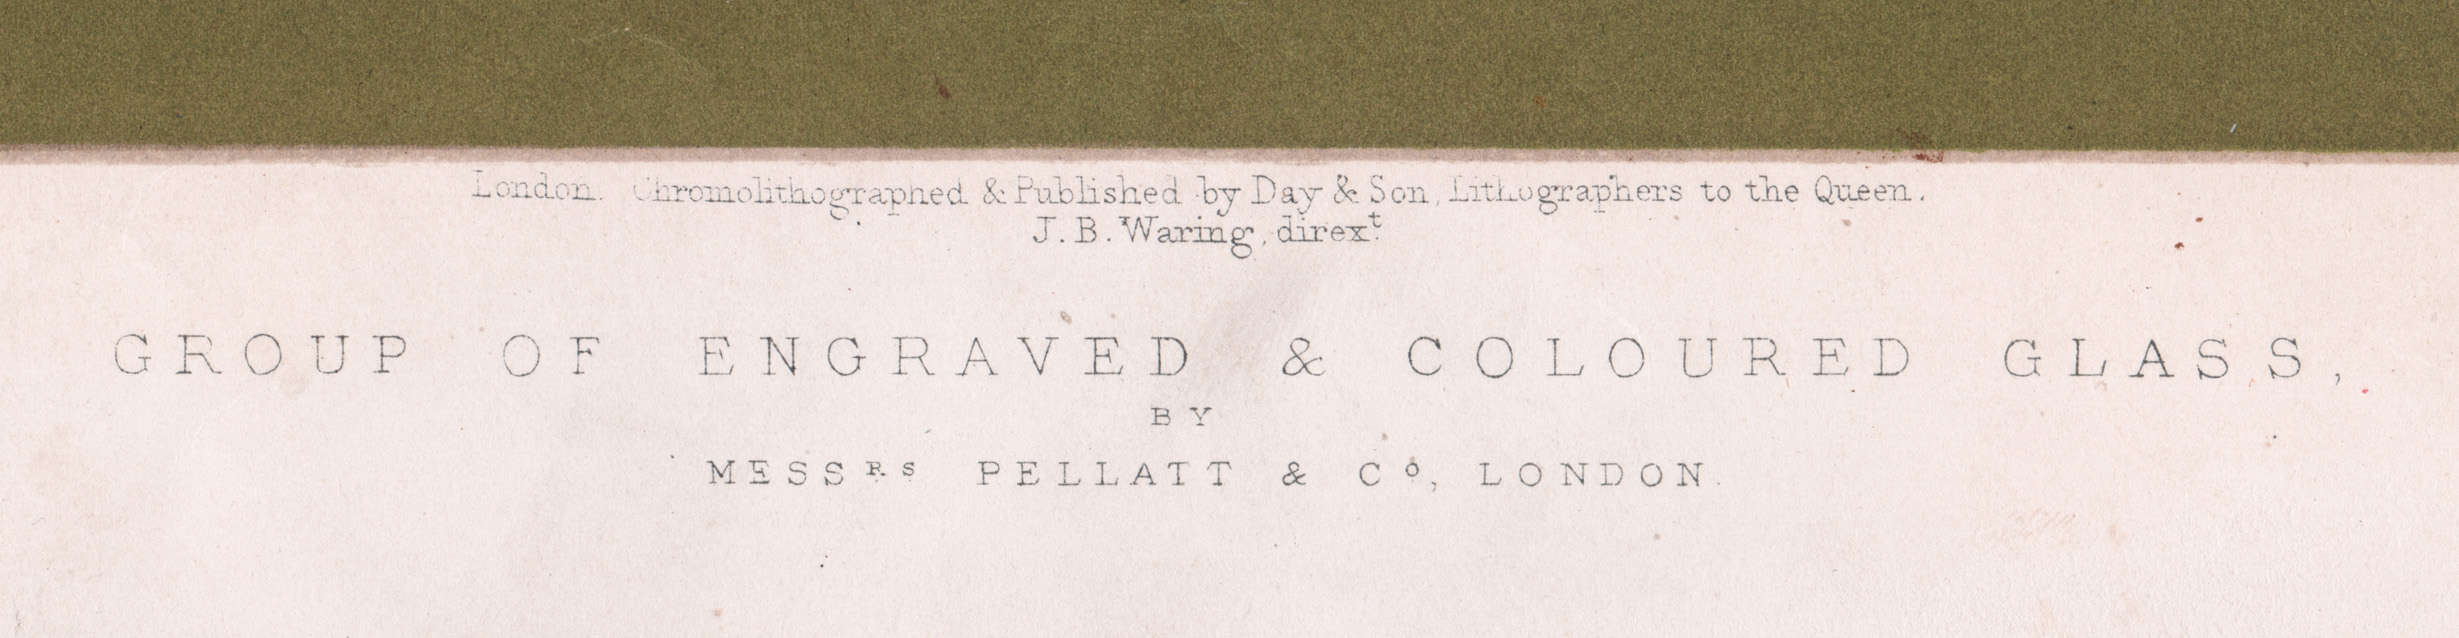 London. Chromolithographed & Published by Day & Son, Lithographers to the Queen.
J. B. Waring, direx.ᵗ
GROUP OF ENGRAVED & COLOURED GLASS,
BY
MESSᴿˢ PELLATT & Cº, LONDON.